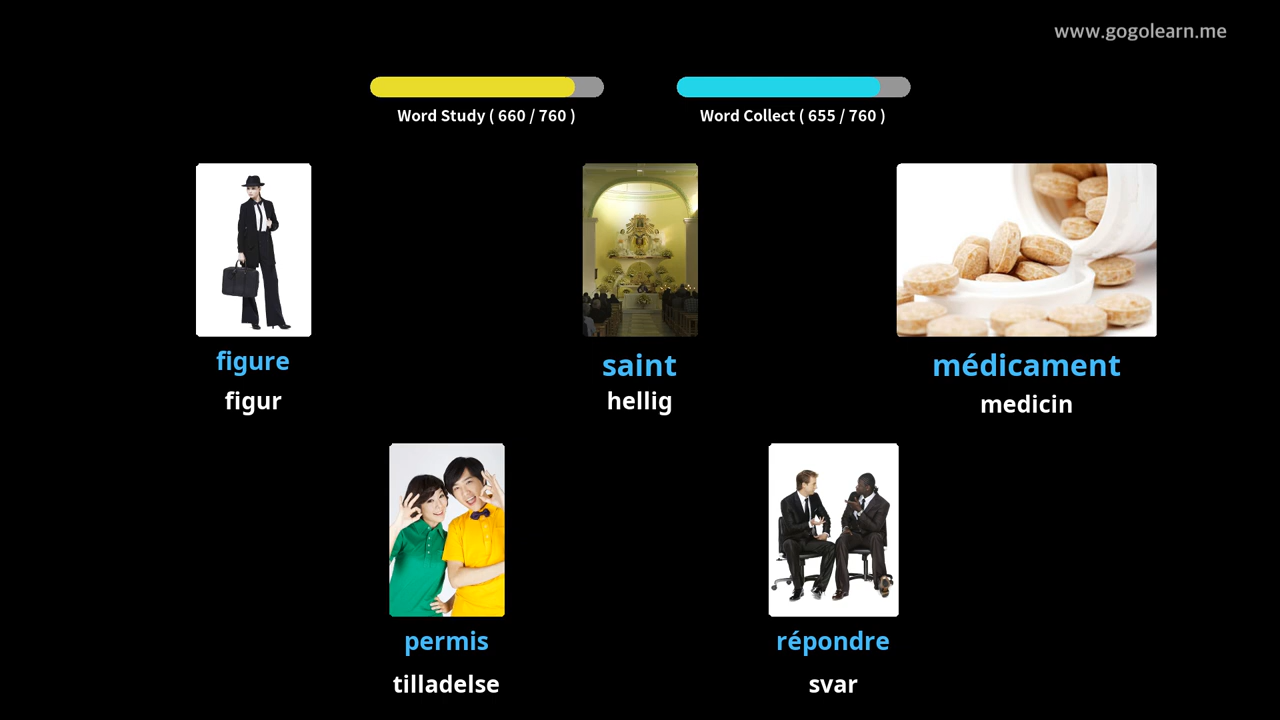 www.gogolearn.me
Word Study ( 660 / 760 )
Word Collect ( 655 / 760 )
figure
figur
saint
hellig
médicament
medicin
permis
tilladelse
répondre
svar